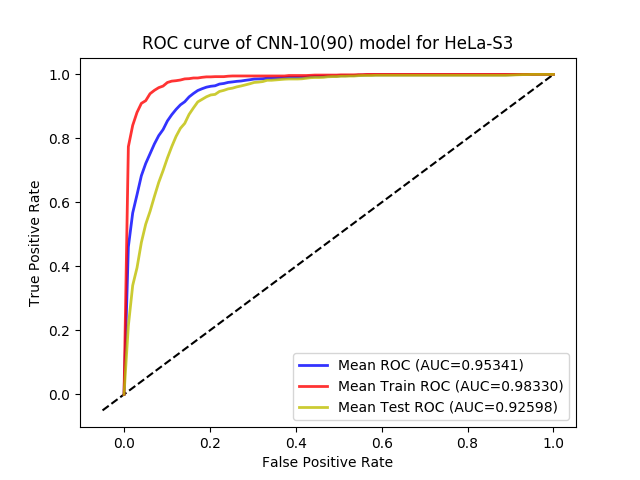 ROC curve of CNN-10(90) model for HeLa-S3
True Positive Rate
1.0
0.8
0.6
0.4
0.2
0.0
Mean ROC (AUC=0.95341)
Mean Train ROC (AUC=0.98330)
Mean Test ROC (AUC=0.92598)
0.0 0.2 0.4 0.6 0.8 1.0
False Positive Rate